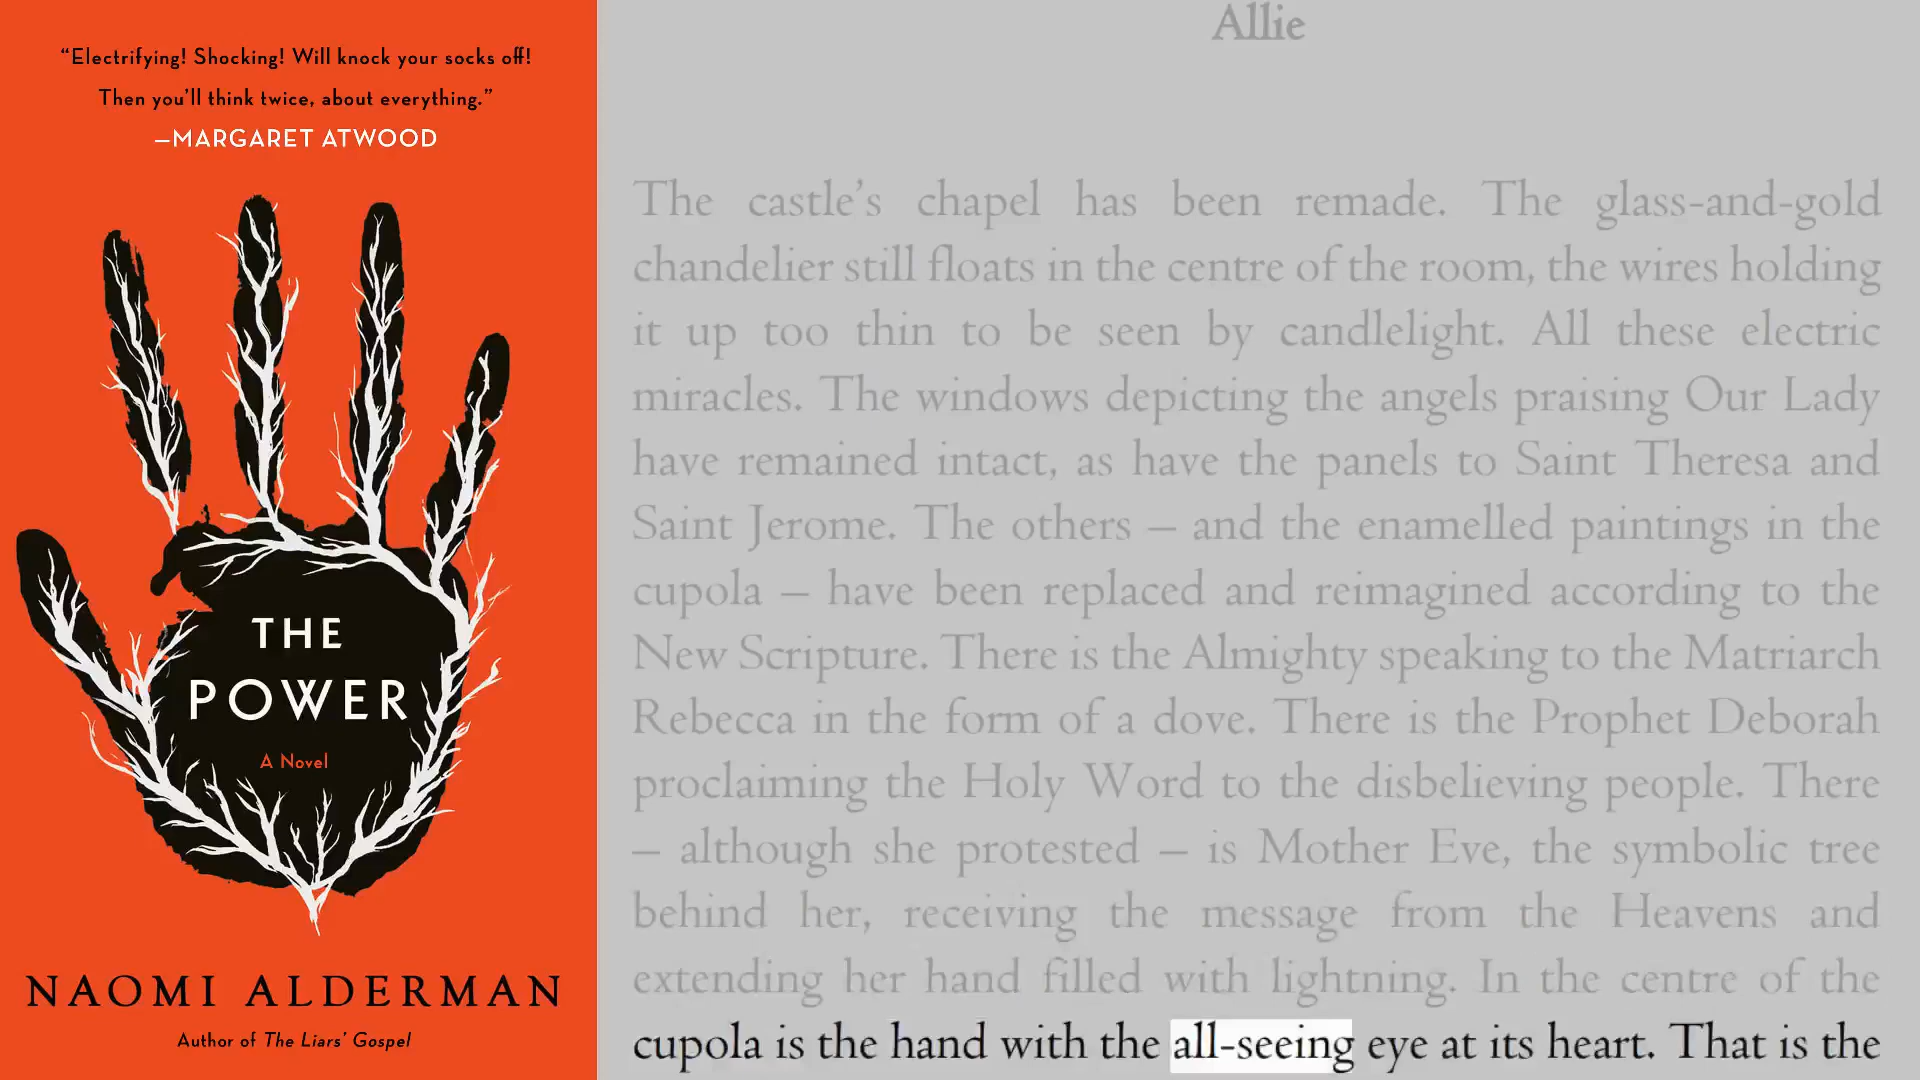 “Electrifying! Shocking! Will knock your socks off!
Then you’ll think twice, about everything.”
—MARGARET ATWOOD
THE
POWER
A Novel
NAOMI ALDERMAN
Author of The Liars’ Gospel
Allie
The castle’s chapel has been remade. The glass-and-gold
chandelier still floats in the centre of the room, the wires holding
it up too thin to be seen by candlelight. All these electric
miracles. The windows depicting the angels praising Our Lady
have remained intact, as have the panels to Saint Theresa and
Saint Jerome. The others – and the enamelled paintings in the
cupola – have been replaced and reimagined according to the
New Scripture. There is the Almighty speaking to the Matriarch
Rebecca in the form of a dove. There is the Prophet Deborah
proclaiming the Holy Word to the disbelieving people. There
– although she protested – is Mother Eve, the symbolic tree
behind her, receiving the message from the Heavens and
extending her hand filled with lightning. In the centre of the
cupola is the hand with the all-seeing eye at its heart. That is the